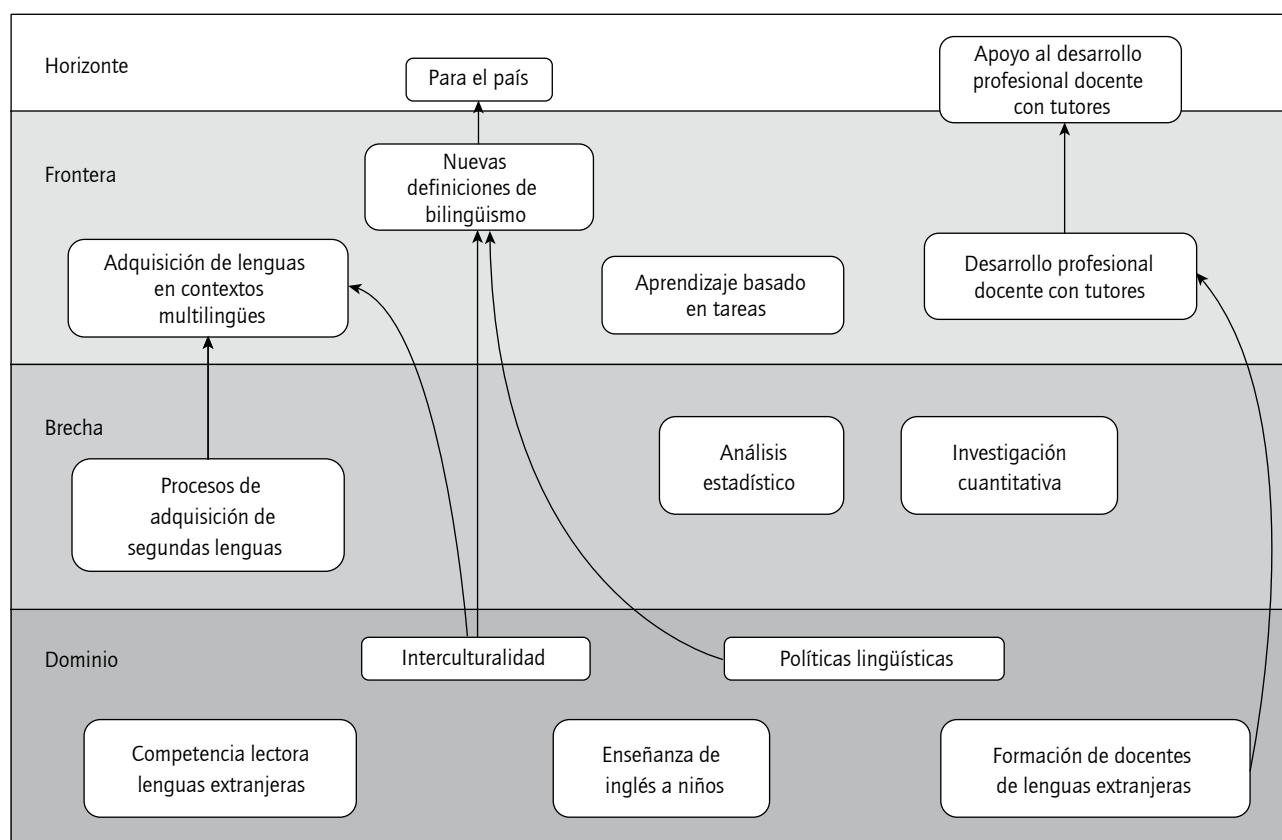 Horizonte
Para el país
Apoyo al desarrollo
profesional docente
con tutores
Frontera
Nuevas
definiciones de
bilingüismo
Adquisición de lenguas
en contextos
multilingües
Aprendizaje basado
en tareas
Desarrollo profesional
docente con tutores
Brecha
Procesos de
adquisición de
segundas lenguas
Análisis
estadístico
Investigación
cuantitativa
Dominio
Interculturalidad
Políticas lingüísticas
Competencia lectora
lenguas extranjeras
Enseñanza de
inglés a niños
Formación de docentes
de lenguas extranjeras